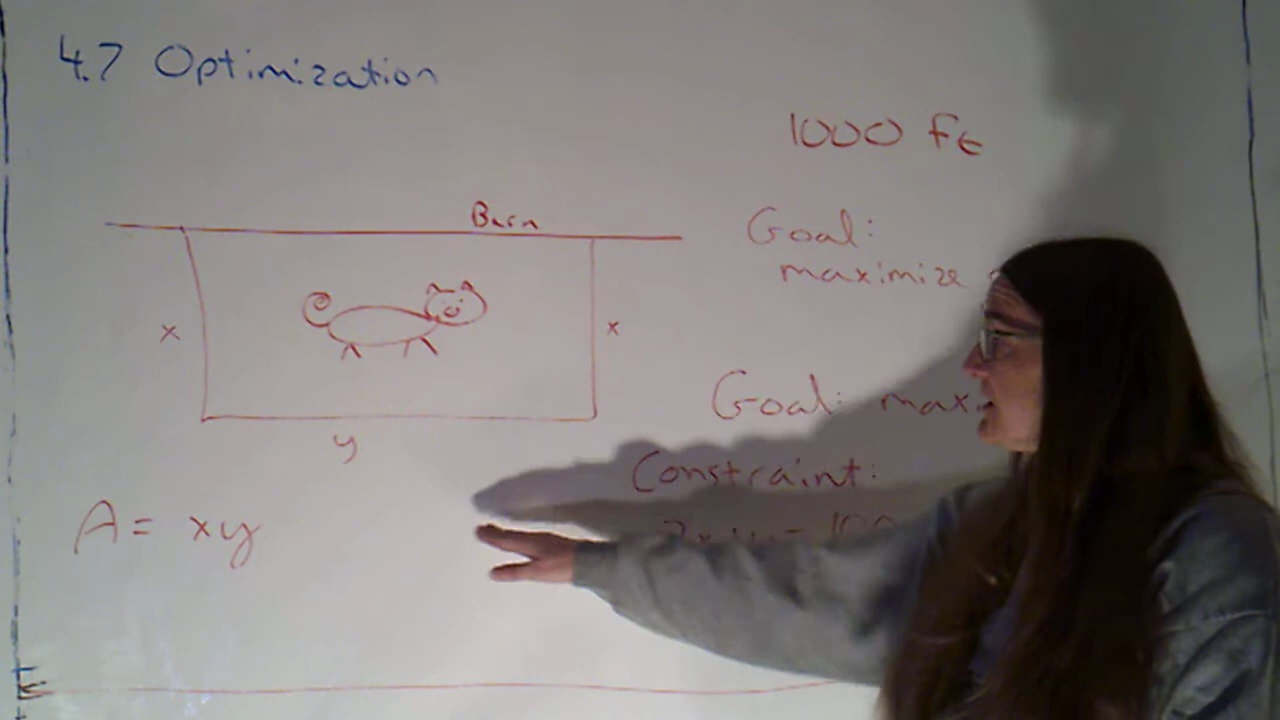 4.7 Optimization
1000 ft
Barn
Goal:
maximize
x
x
Goal: max
y
Constraint:
A = xy